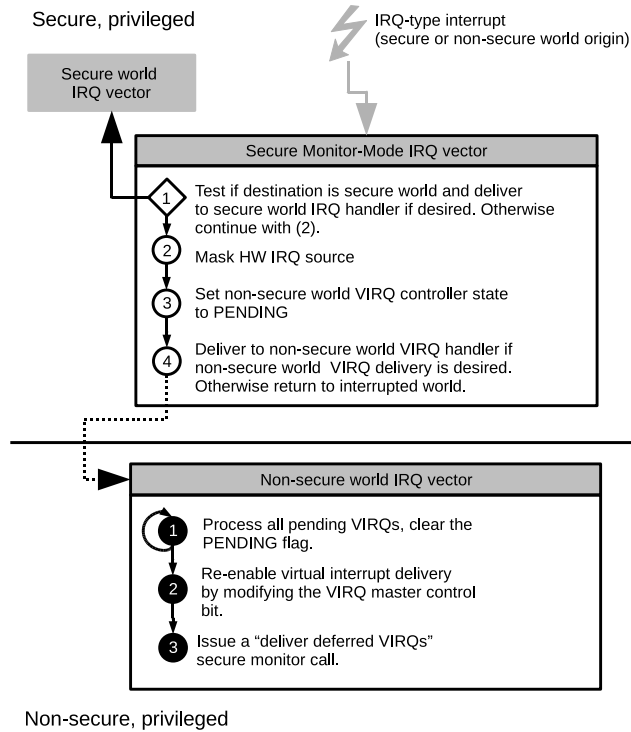 Secure, privileged
IRQ-type interrupt
(secure or non-secure world origin)
Secure world
IRQ vector
Secure Monitor-Mode IRQ vector
1
Test if destination is secure world and deliver
to secure world IRQ handler if desired. Otherwise
continue with (2).
2
Mask HW IRQ source
3
Set non-secure world VIRQ controller state
to PENDING
4
Deliver to non-secure world VIRQ handler if
non-secure world VIRQ delivery is desired.
Otherwise return to interrupted world.
Non-secure world IRQ vector
1
Process all pending VIRQs, clear the
PENDING flag.
2
Re-enable virtual interrupt delivery
by modifying the VIRQ master control
bit.
3
Issue a “deliver deferred VIRQs”
secure monitor call.
Non-secure, privileged